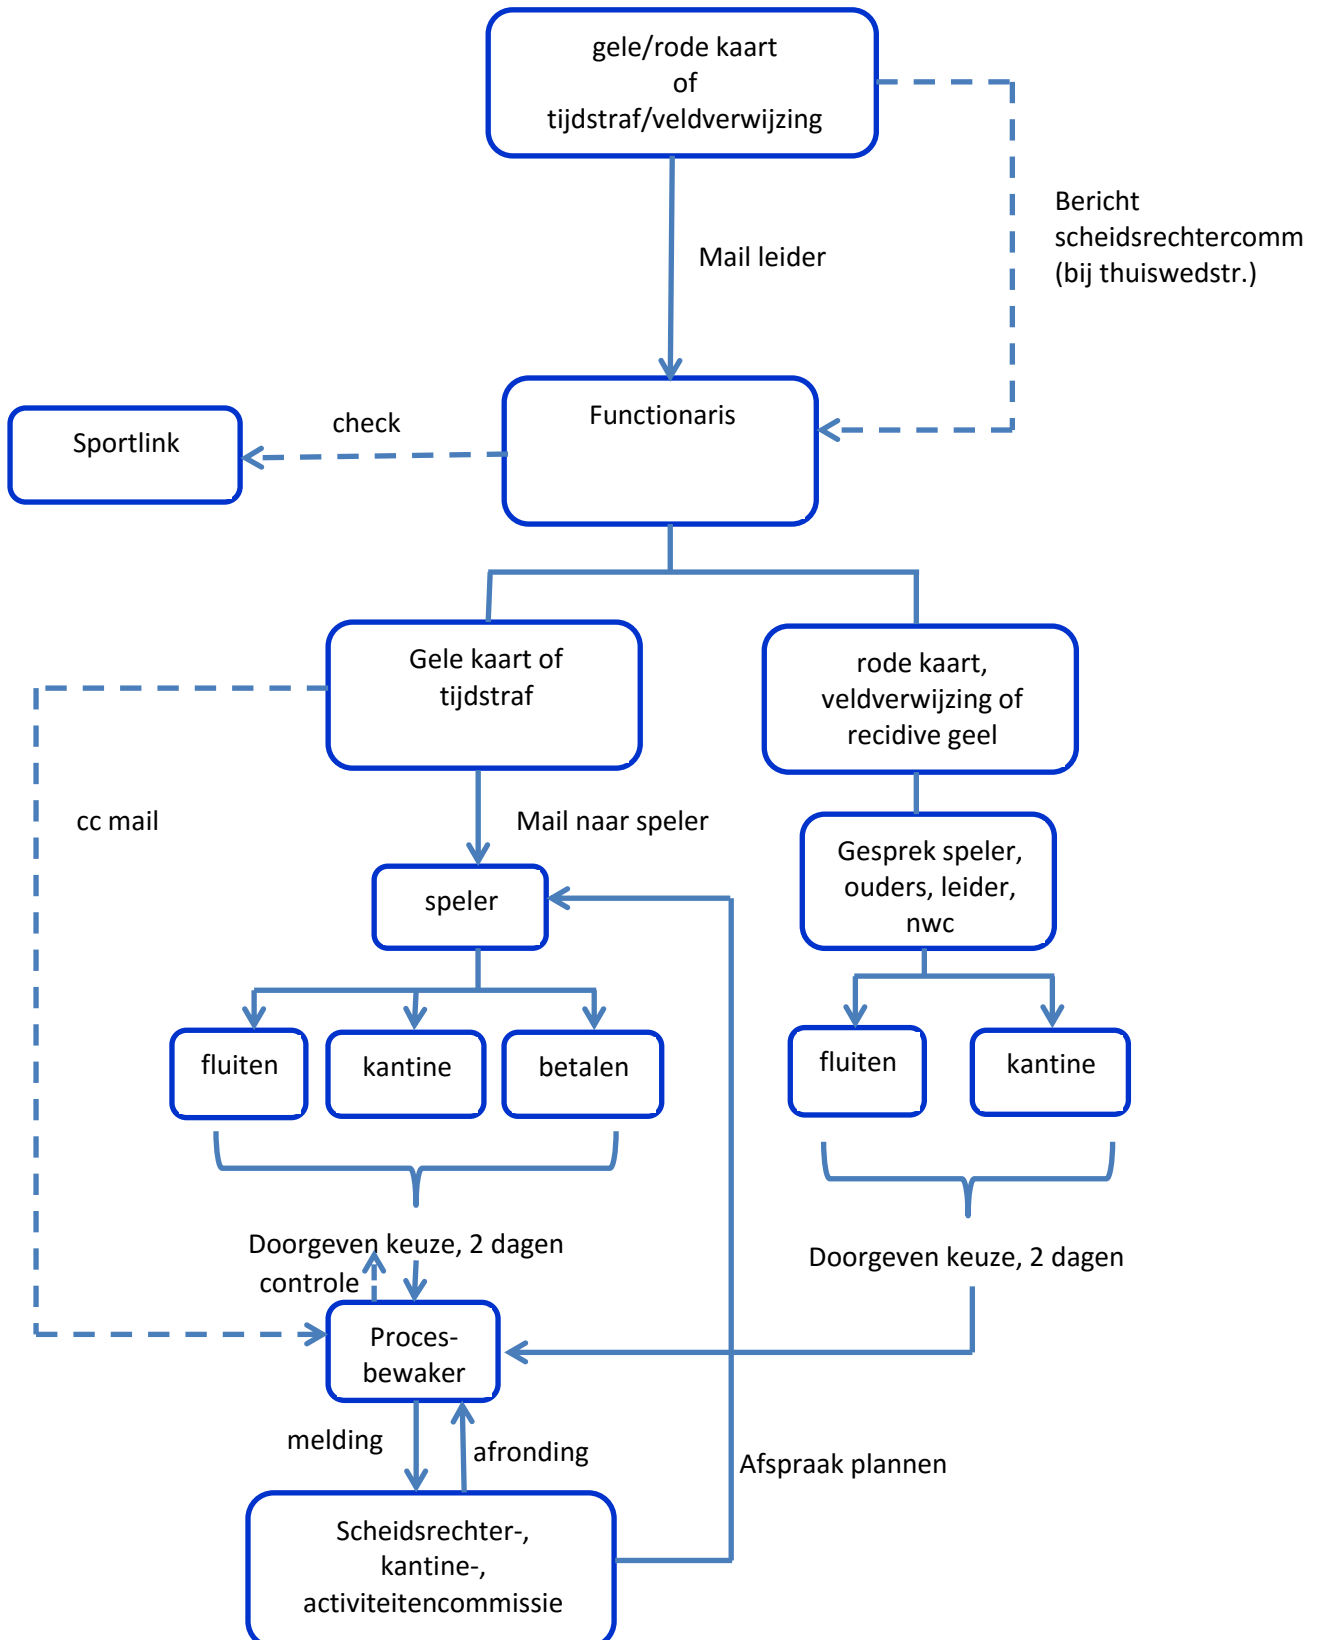 gele/rode kaart
of
tijdstraf/veldverwijzing
Bericht
scheidsrechtercomm
(bij thuiswedstr.)
Mail leider
Functionaris
check
Sportlink
Gele kaart of
tijdstraf
rode kaart,
veldverwijzing of
recidive geel
cc mail
Mail naar speler
Gesprek speler,
ouders, leider,
nwc
speler
fluiten
kantine
betalen
fluiten
kantine
Doorgeven keuze, 2 dagen
controle
Doorgeven keuze, 2 dagen
Proces-
bewaker
melding
afronding
Afspraak plannen
Scheidsrechter-,
kantine-,
activiteitencommissie